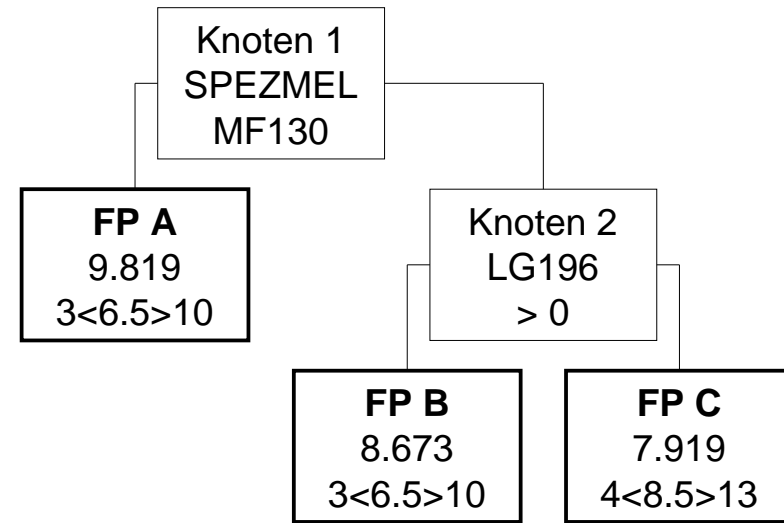 Knoten 1
SPEZMEL
MF130
FP A
9.819
3<6.5>10
Knoten 2
LG196
> 0
FP B
8.673
3<6.5>10
FP C
7.919
4<8.5>13